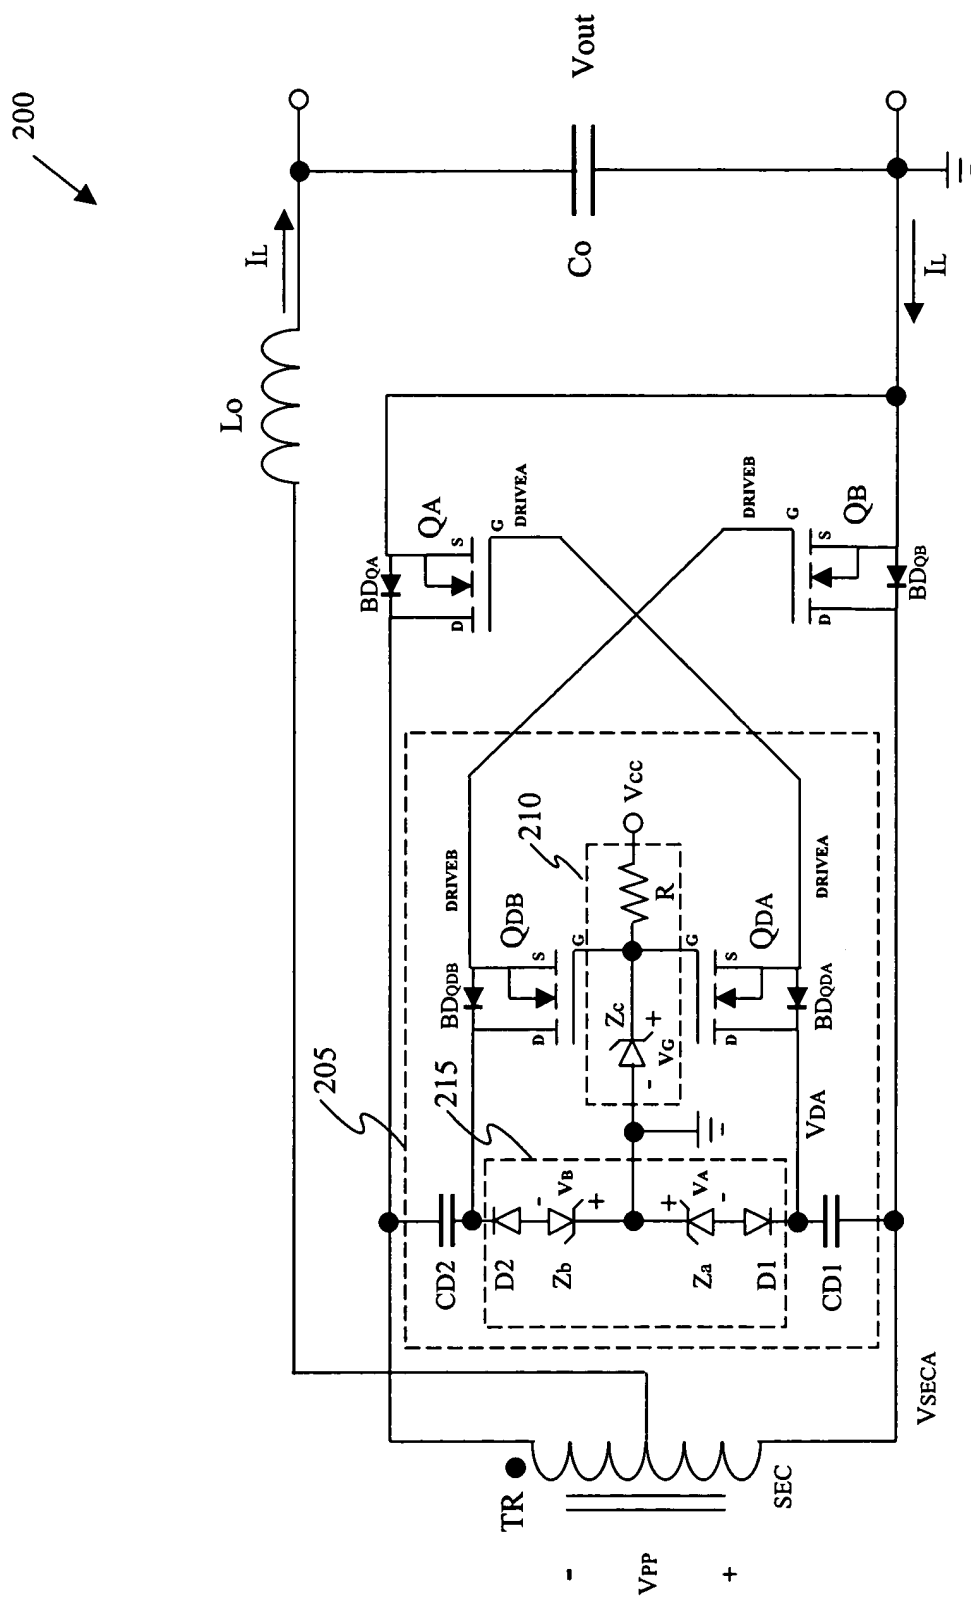 200
Lo
IL
Vout
Co
IL
QA
BDQA
S
D
G
DRIVEA
DRIVEB
G
S
D
QB
BDQB
205
215
210
DRIVEB
QDB
BDQDB
S
D
G
Vcc
R
Zc
+
VG
-
G
S
D
QDA
BDQDA
DRIVEA
VDA
CD2
D2
-
VB
+
Zb
+
VA
-
Za
D1
CD1
VSECA
TR
SEC
-
VPP
+